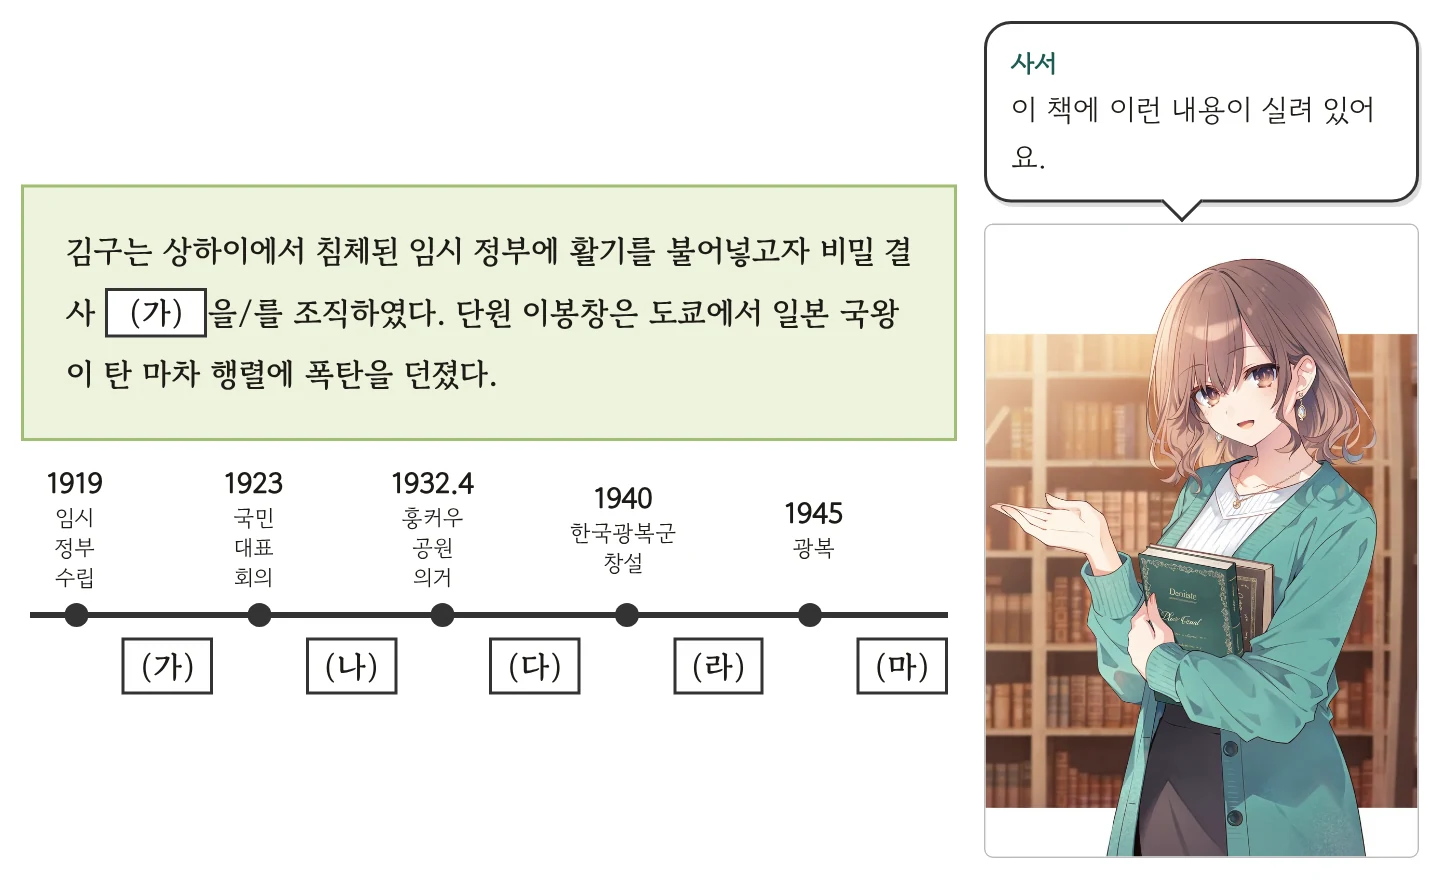 사서
이 책에 이런 내용이 실려 있어
요.
김구는 상하이에서 침체된 임시 정부에 활기를 불어넣고자 비밀 결
사 (가) 을/를 조직하였다. 단원 이봉창은 도쿄에서 일본 국왕
이 탄 마차 행렬에 폭탄을 던졌다.
1919
임시
정부
수립
1923
국민
대표
회의
1932.4
훙커우
공원
의거
1940
한국광복군
창설
1945
광복
(가)
(나)
(다)
(라)
(마)
Dentiste